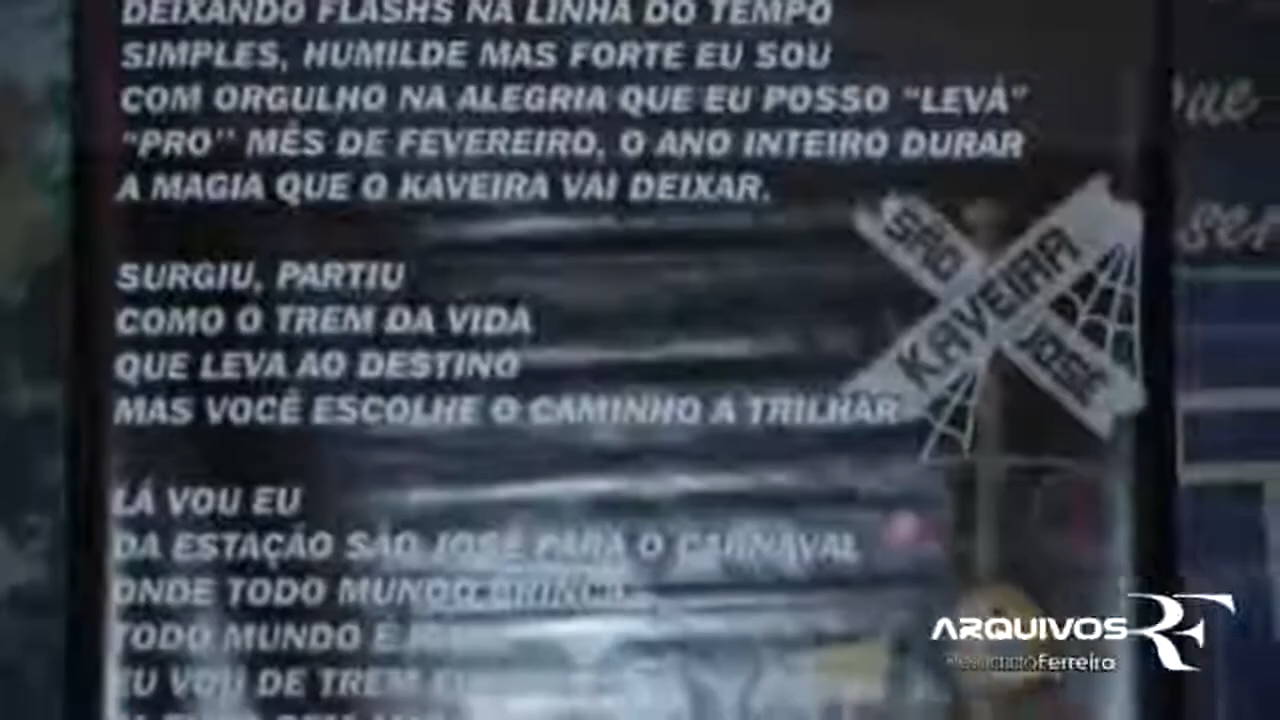 DEIXANDO FLASHS NA LINHA DO TEMPO
SIMPLES, HUMILDE MAS FORTE EU SOU
COM ORGULHO NA ALEGRIA QUE EU POSSO “LEVÁ”
“PRO” MÊS DE FEVEREIRO, O ANO INTEIRO DURAR
A MAGIA QUE O KAVEIRA VAI DEIXAR.
SURGIU, PARTIU
COMO O TREM DA VIDA
QUE LEVA AO DESTINO
MAS VOCÊ ESCOLHE O CAMINHO A TRILHAR
LÁ VOU EU
DA ESTAÇÃO SÃO JOSÉ PARA O CARNAVAL
ONDE TODO MUNDO
TODO MUNDO É
EU VOU DE TREM
SÃO JOSÉ
KAVEIRA
que
ARQUIVOS RF
Ferreira